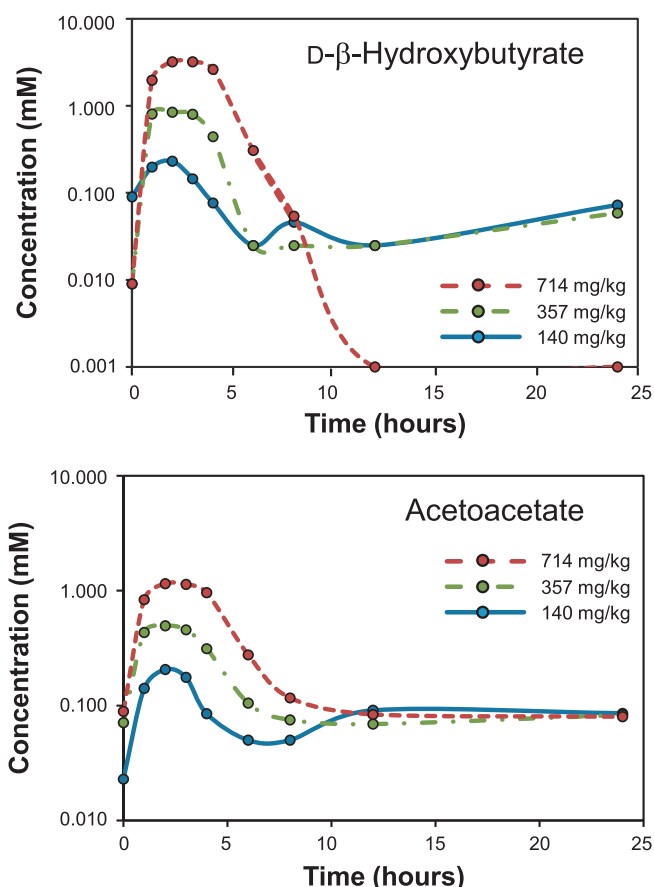 10.000
D-β-Hydroxybutyrate
1.000
0.100
0.010
0.001
Concentration (mM)
714 mg/kg
357 mg/kg
140 mg/kg
0 5 10 15 20 25
Time (hours)
10.000
Acetoacetate
1.000
0.100
0.010
Concentration (mM)
714 mg/kg
357 mg/kg
140 mg/kg
0 5 10 15 20 25
Time (hours)